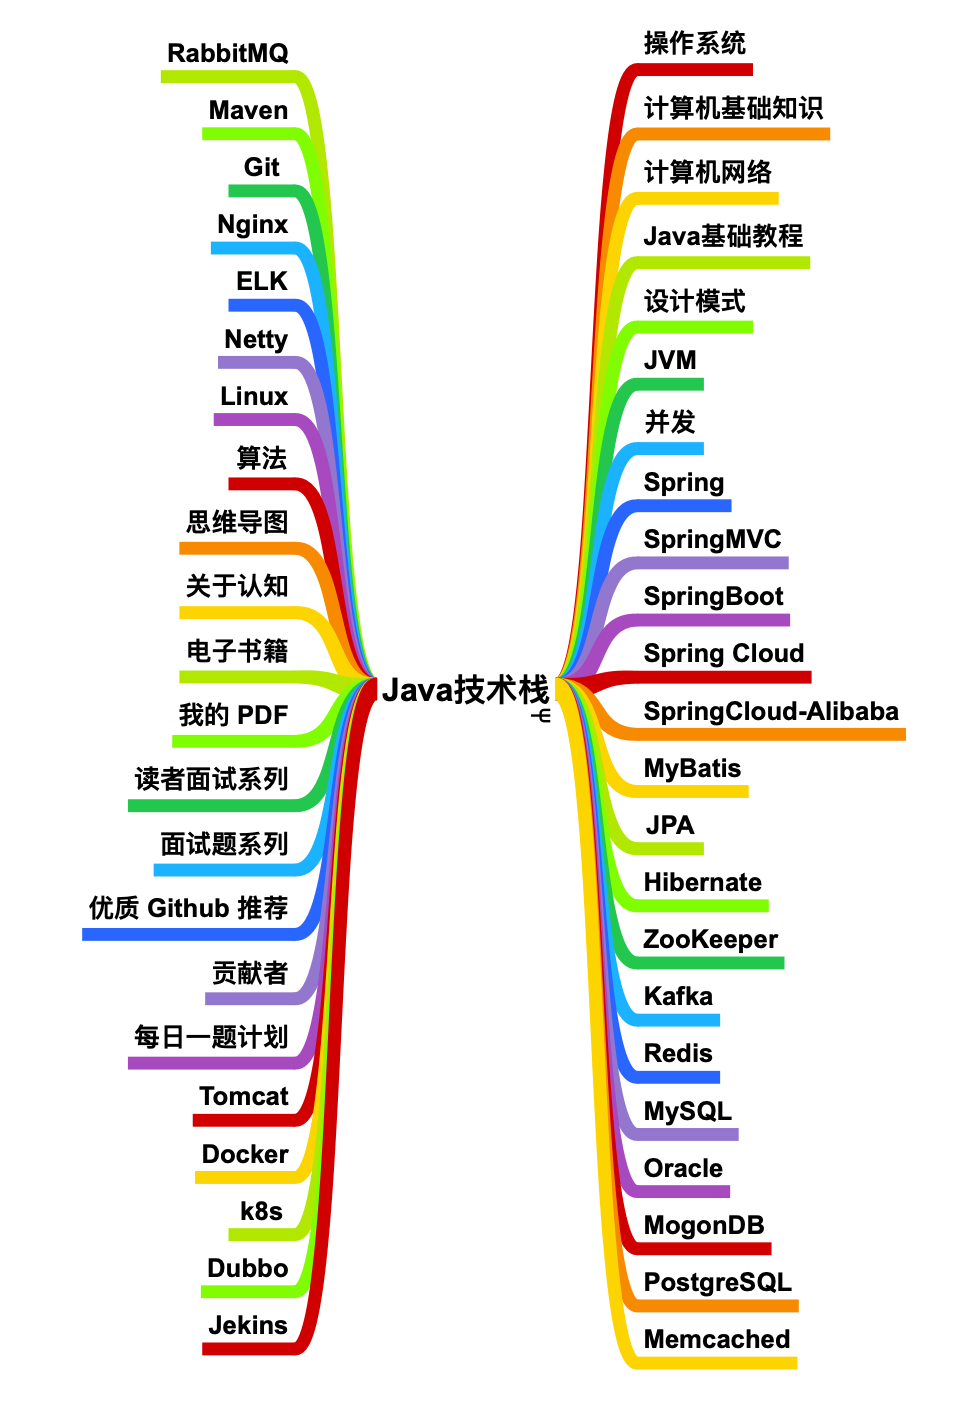 RabbitMQ
Maven
Git
Nginx
ELK
Netty
Linux
算法
思维导图
关于认知
电子书籍
我的 PDF
读者面试系列
面试题系列
优质 Github 推荐
贡献者
每日一题计划
Tomcat
Docker
k8s
Dubbo
Jekins
Java技术栈
操作系统
计算机基础知识
计算机网络
Java基础教程
设计模式
JVM
并发
Spring
SpringMVC
SpringBoot
Spring Cloud
SpringCloud-Alibaba
MyBatis
JPA
Hibernate
ZooKeeper
Kafka
Redis
MySQL
Oracle
MogonDB
PostgreSQL
Memcached